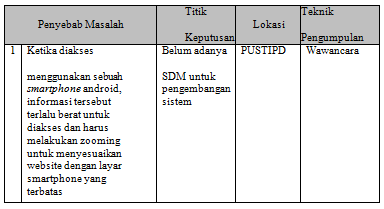 Penyebab Masalah
Titik
Keputusan
Lokasi
Teknik
Pengumpulan
1
Ketika diakses
menggunakan sebuah
smartphone android,
informasi tersebut
terlalu berat untuk
diakses dan harus
melakukan zooming
untuk menyesuaikan
website dengan layar
smartphone yang
terbatas
Belum adanya
SDM untuk
pengembangan
sistem
PUSTIPD
Wawancara